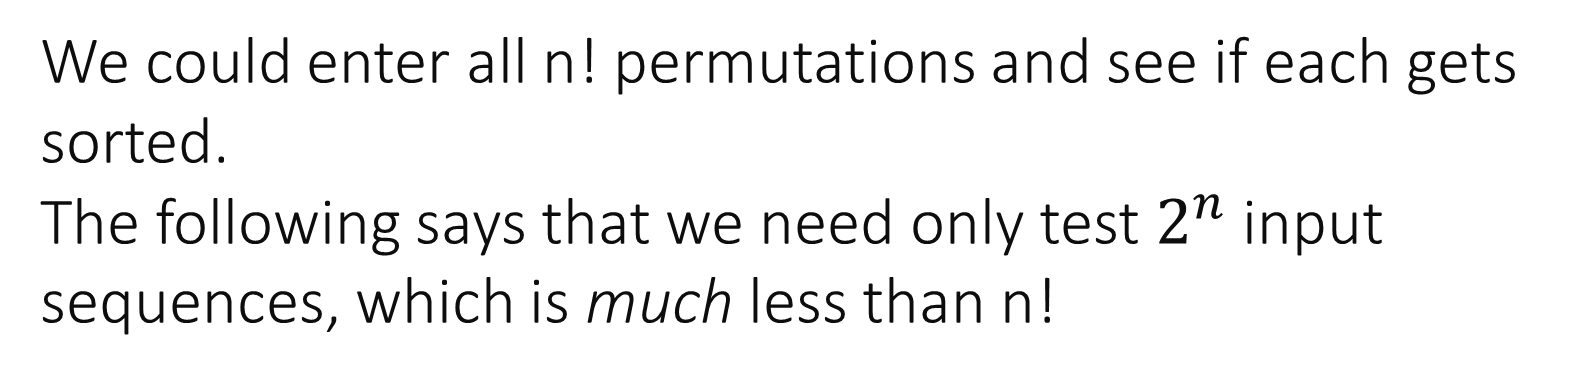 We could enter all n! permutations and see if each gets
sorted.
The following says that we need only test 2ⁿ input
sequences, which is much less than n!